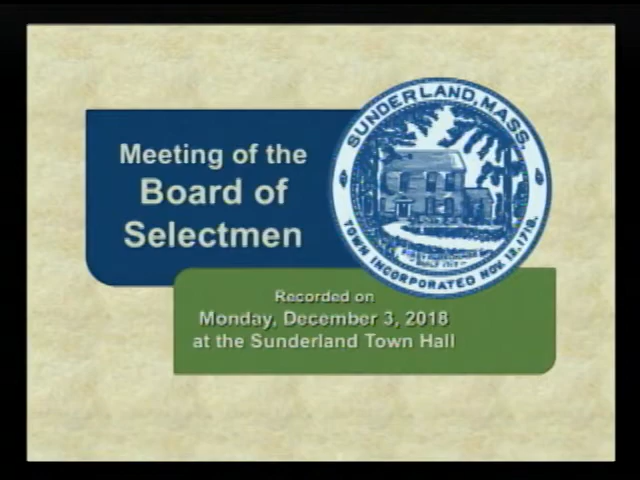 Meeting of the
Board of
Selectmen
SUNDERLAND, MASS.
TOWN INCORPORATED NOV. 12, 1718.
Recorded on
Monday, December 3, 2018
at the Sunderland Town Hall